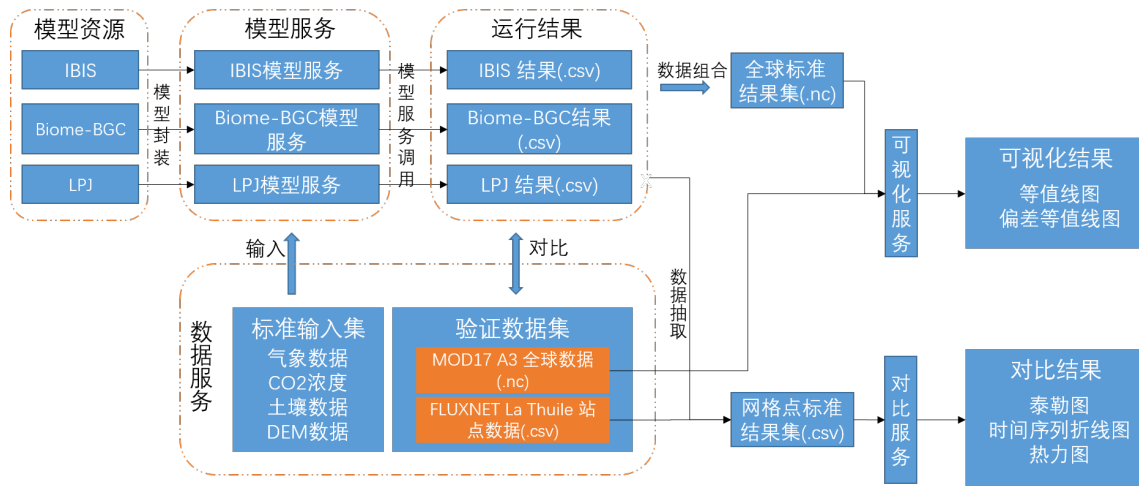 模型资源
IBIS
Biome-BGC
LPJ
模型封装
模型服务
IBIS模型服务
Biome-BGC模型
服务
LPJ模型服务
模型服务调用
运行结果
IBIS 结果(.csv)
Biome-BGC结果
(.csv)
LPJ 结果(.csv)
数据组合
全球标准
结果集(.nc)
可视化服务
可视化结果
等值线图
偏差等值线图
输入
对比
数据抽取
数据服务
标准输入集
气象数据
CO2浓度
土壤数据
DEM数据
验证数据集
MOD17 A3 全球数据
(.nc)
FLUXNET La Thuile 站
点数据(.csv)
网格点标准
结果集(.csv)
对比服务
对比结果
泰勒图
时间序列折线图
热力图